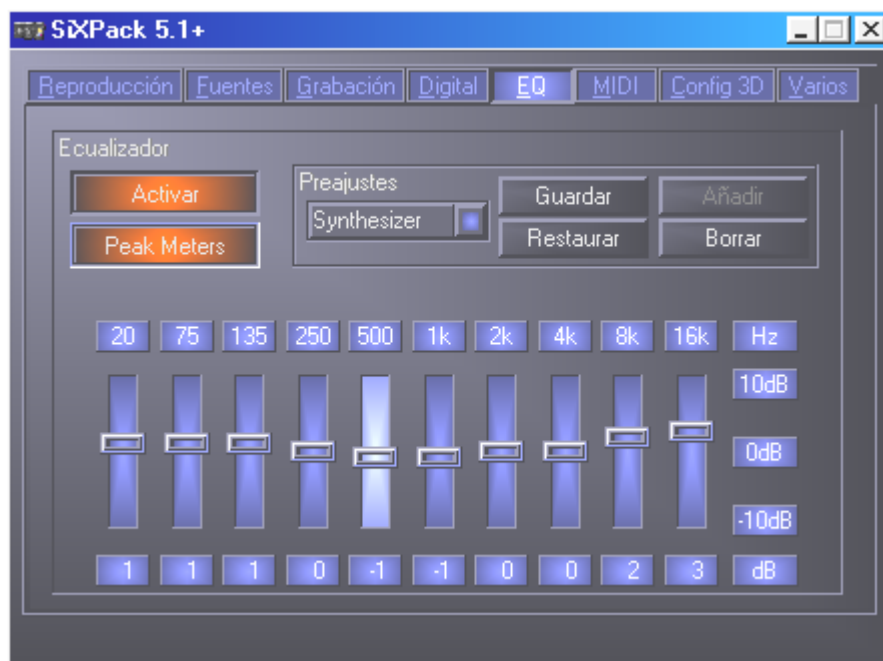 SiXPack 5.1+
Reproducción Fuentes Grabación Digital EQ MIDI Config 3D Varios
Ecualizador
Activar
Peak Meters
Preajustes
Synthesizer
Guardar Añadir
Restaurar Borrar
20 75 135 250 500 1k 2k 4k 8k 16k Hz
10dB
0dB
-10dB
1 1 1 0 -1 -1 0 0 2 3 dB